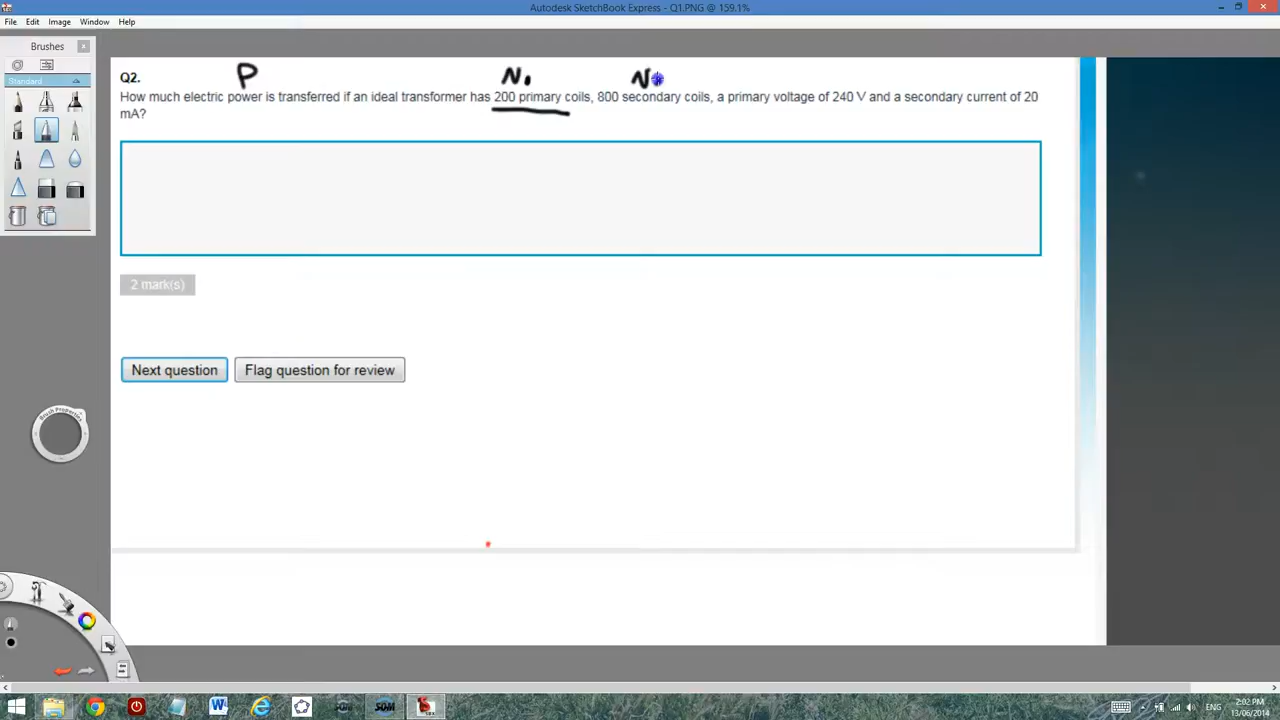 Autodesk SketchBook Express - Q1.PNG @ 159.1%
File Edit Image Window Help
Brushes
Standard
P N₁ N
Q2.
How much electric power is transferred if an ideal transformer has 200 primary coils, 800 secondary coils, a primary voltage of 240 V and a secondary current of 20
mA?
2 mark(s)
Next question Flag question for review
Brush Properties
ENG
2:02 PM
13/06/2014